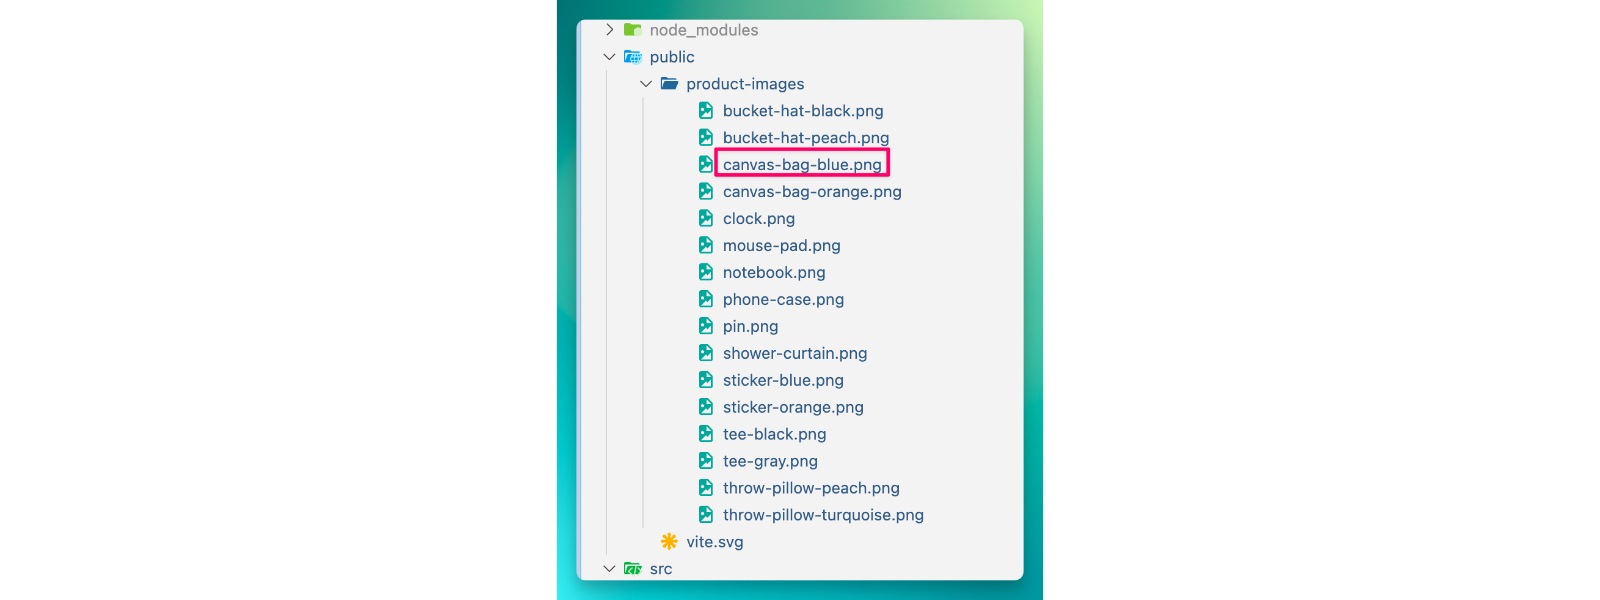 node_modules
public
product-images
bucket-hat-black.png
bucket-hat-peach.png
canvas-bag-blue.png
canvas-bag-orange.png
clock.png
mouse-pad.png
notebook.png
phone-case.png
pin.png
shower-curtain.png
sticker-blue.png
sticker-orange.png
tee-black.png
tee-gray.png
throw-pillow-peach.png
throw-pillow-turquoise.png
vite.svg
src